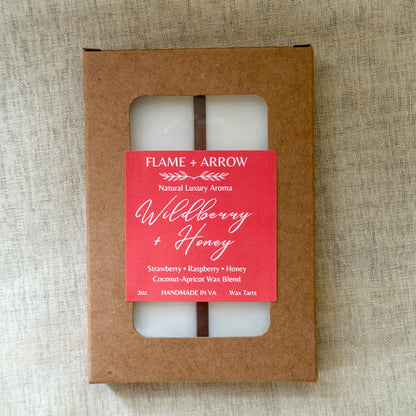 FLAME + ARROW
Natural Luxury Aroma
Wildberry
+ Honey
Strawberry • Raspberry • Honey
Coconut-Apricot Wax Blend
2oz HANDMADE IN VA Wax Tarts